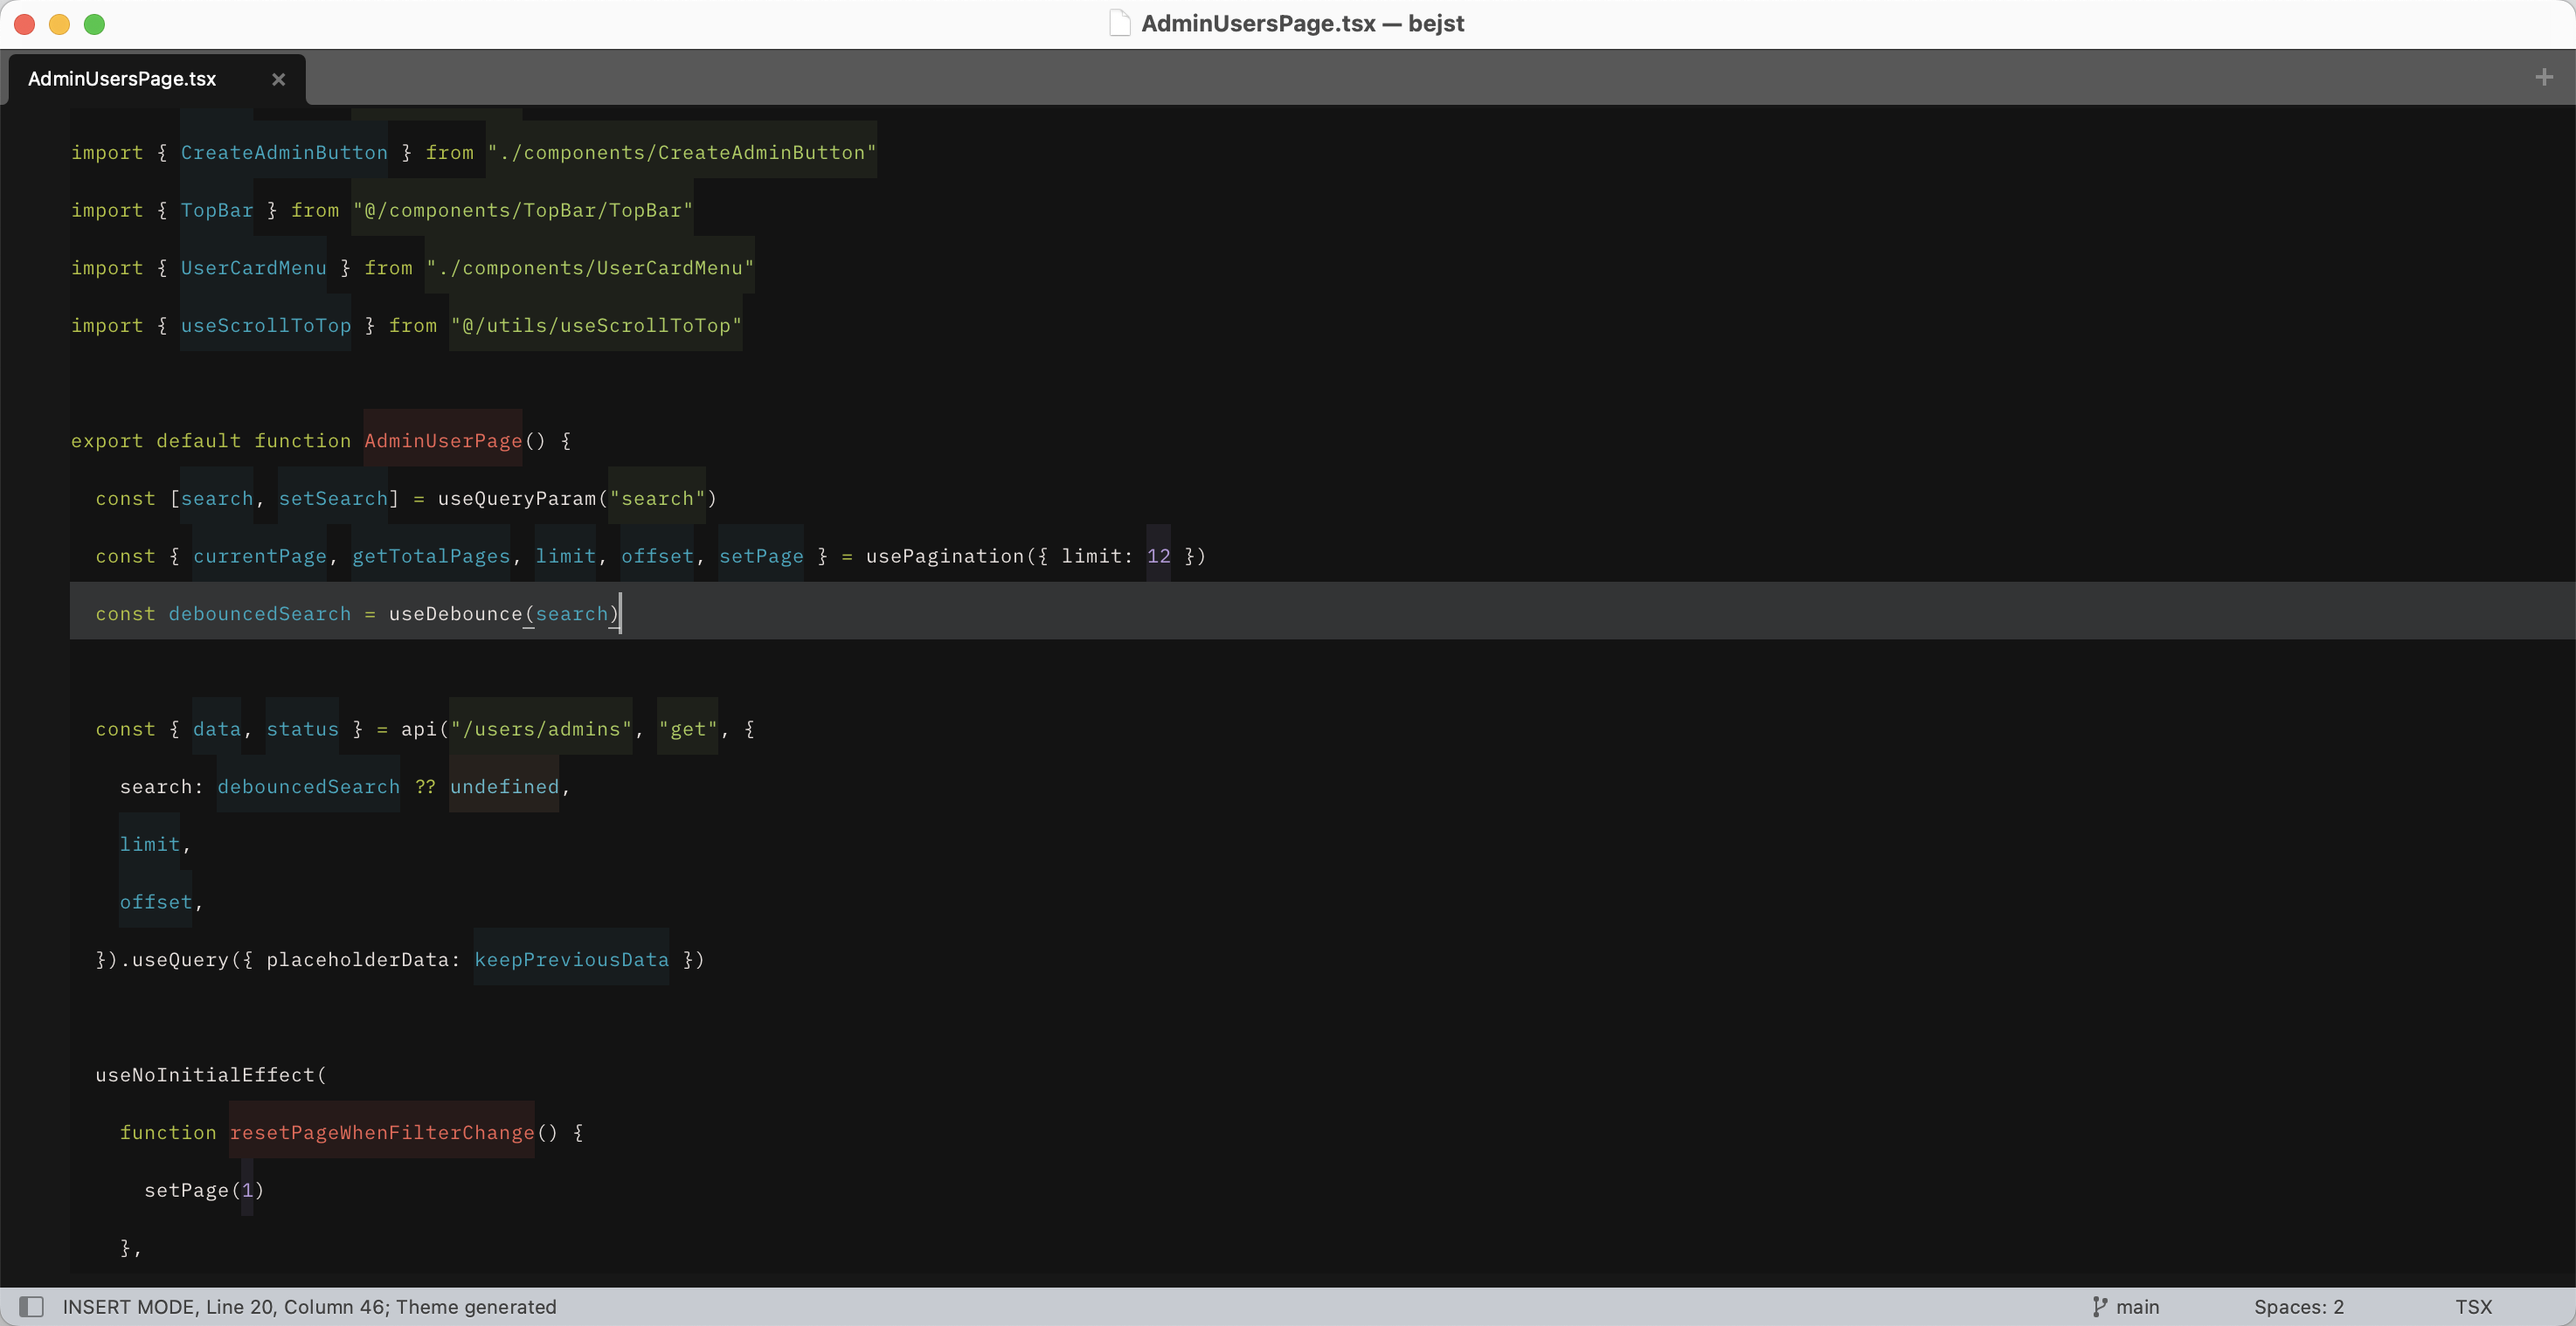 AdminUsersPage.tsx — bejst
AdminUsersPage.tsx
import { CreateAdminButton } from "./components/CreateAdminButton"
import { TopBar } from "@/components/TopBar/TopBar"
import { UserCardMenu } from "./components/UserCardMenu"
import { useScrollToTop } from "@/utils/useScrollToTop"
export default function AdminUserPage() {
const [search, setSearch] = useQueryParam("search")
const { currentPage, getTotalPages, limit, offset, setPage } = usePagination({ limit: 12 })
const debouncedSearch = useDebounce(search)
const { data, status } = api("/users/admins", "get", {
search: debouncedSearch ?? undefined,
limit,
offset,
}).useQuery({ placeholderData: keepPreviousData })
useNoInitialEffect(
function resetPageWhenFilterChange() {
setPage(1)
},
INSERT MODE, Line 20, Column 46; Theme generated
main
Spaces: 2
TSX